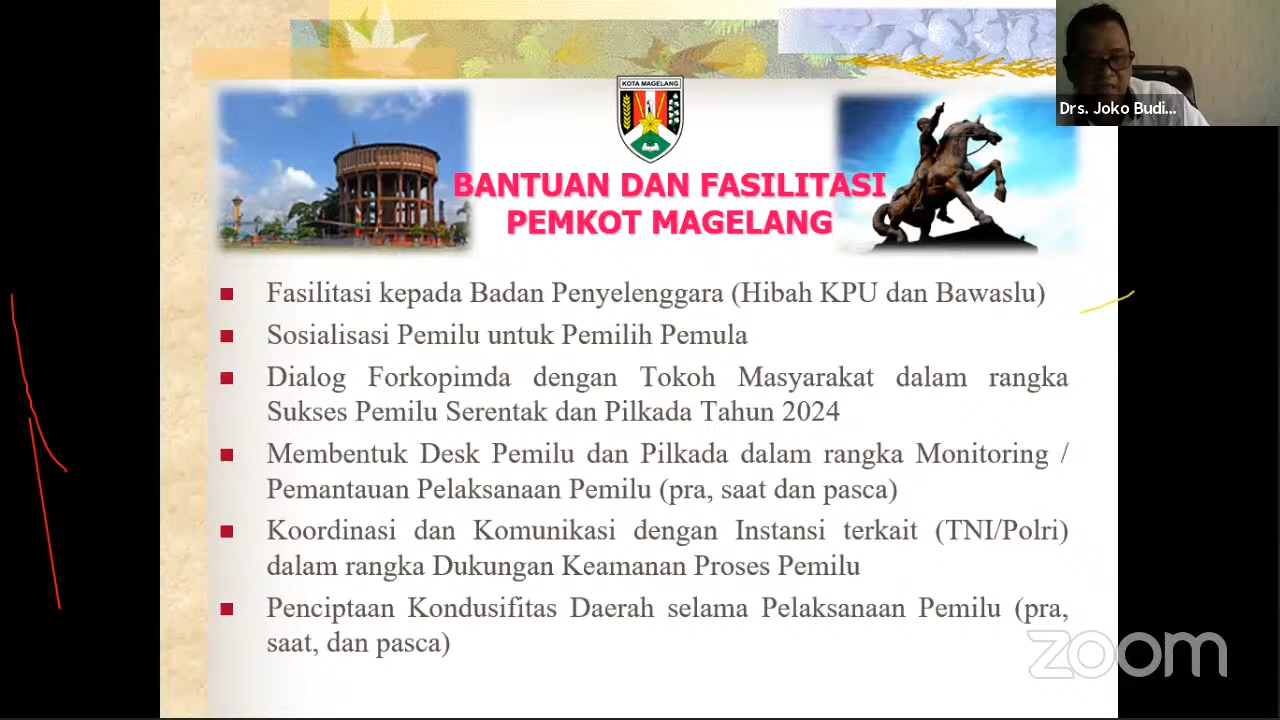 KOTA MAGELANG
Drs. Joko Budi...
BANTUAN DAN FASILITASI
PEMKOT MAGELANG
Fasilitasi kepada Badan Penyelenggara (Hibah KPU dan Bawaslu)
Sosialisasi Pemilu untuk Pemilih Pemula
Dialog Forkopimda dengan Tokoh Masyarakat dalam rangka
Sukses Pemilu Serentak dan Pilkada Tahun 2024
Membentuk Desk Pemilu dan Pilkada dalam rangka Monitoring /
Pemantauan Pelaksanaan Pemilu (pra, saat dan pasca)
Koordinasi dan Komunikasi dengan Instansi terkait (TNI/Polri)
dalam rangka Dukungan Keamanan Proses Pemilu
Penciptaan Kondusifitas Daerah selama Pelaksanaan Pemilu (pra,
saat, dan pasca)
zoom